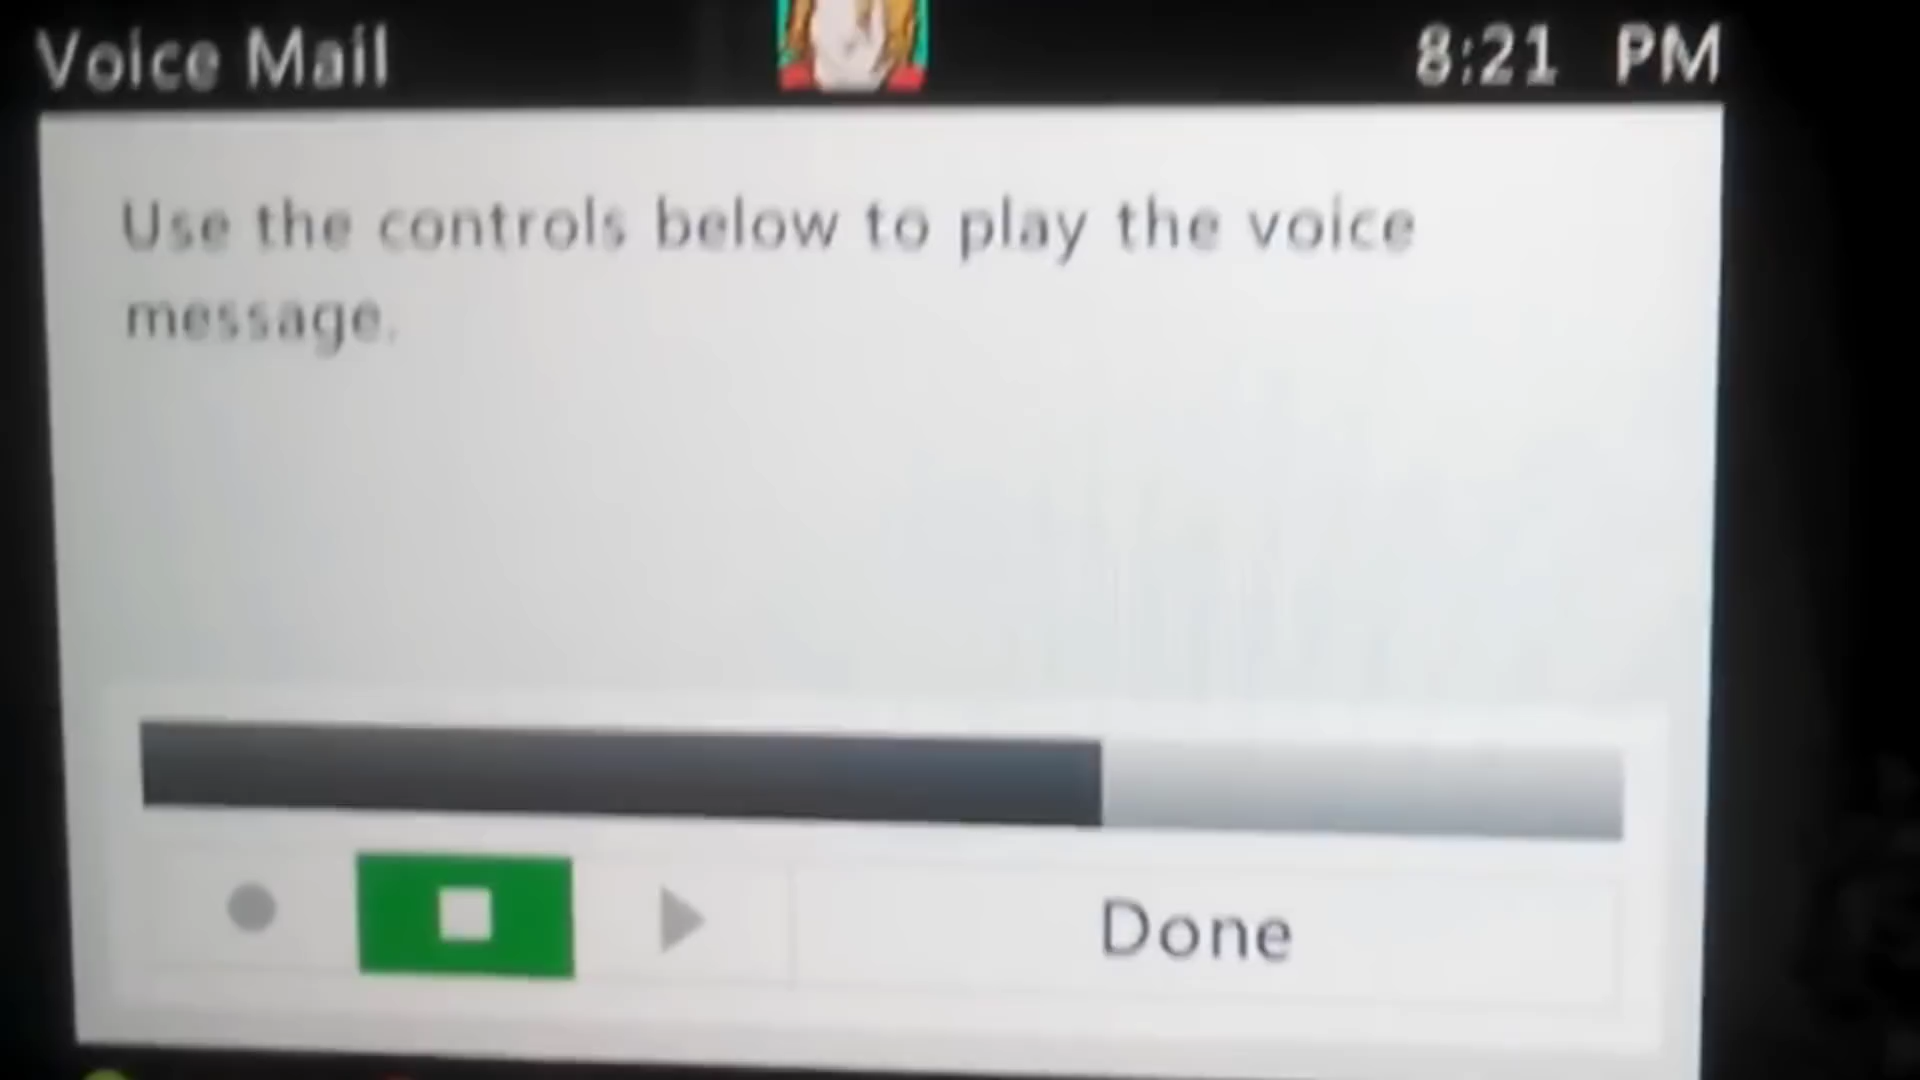 Voice Mail
8:21 PM
Use the controls below to play the voice
message.
Done